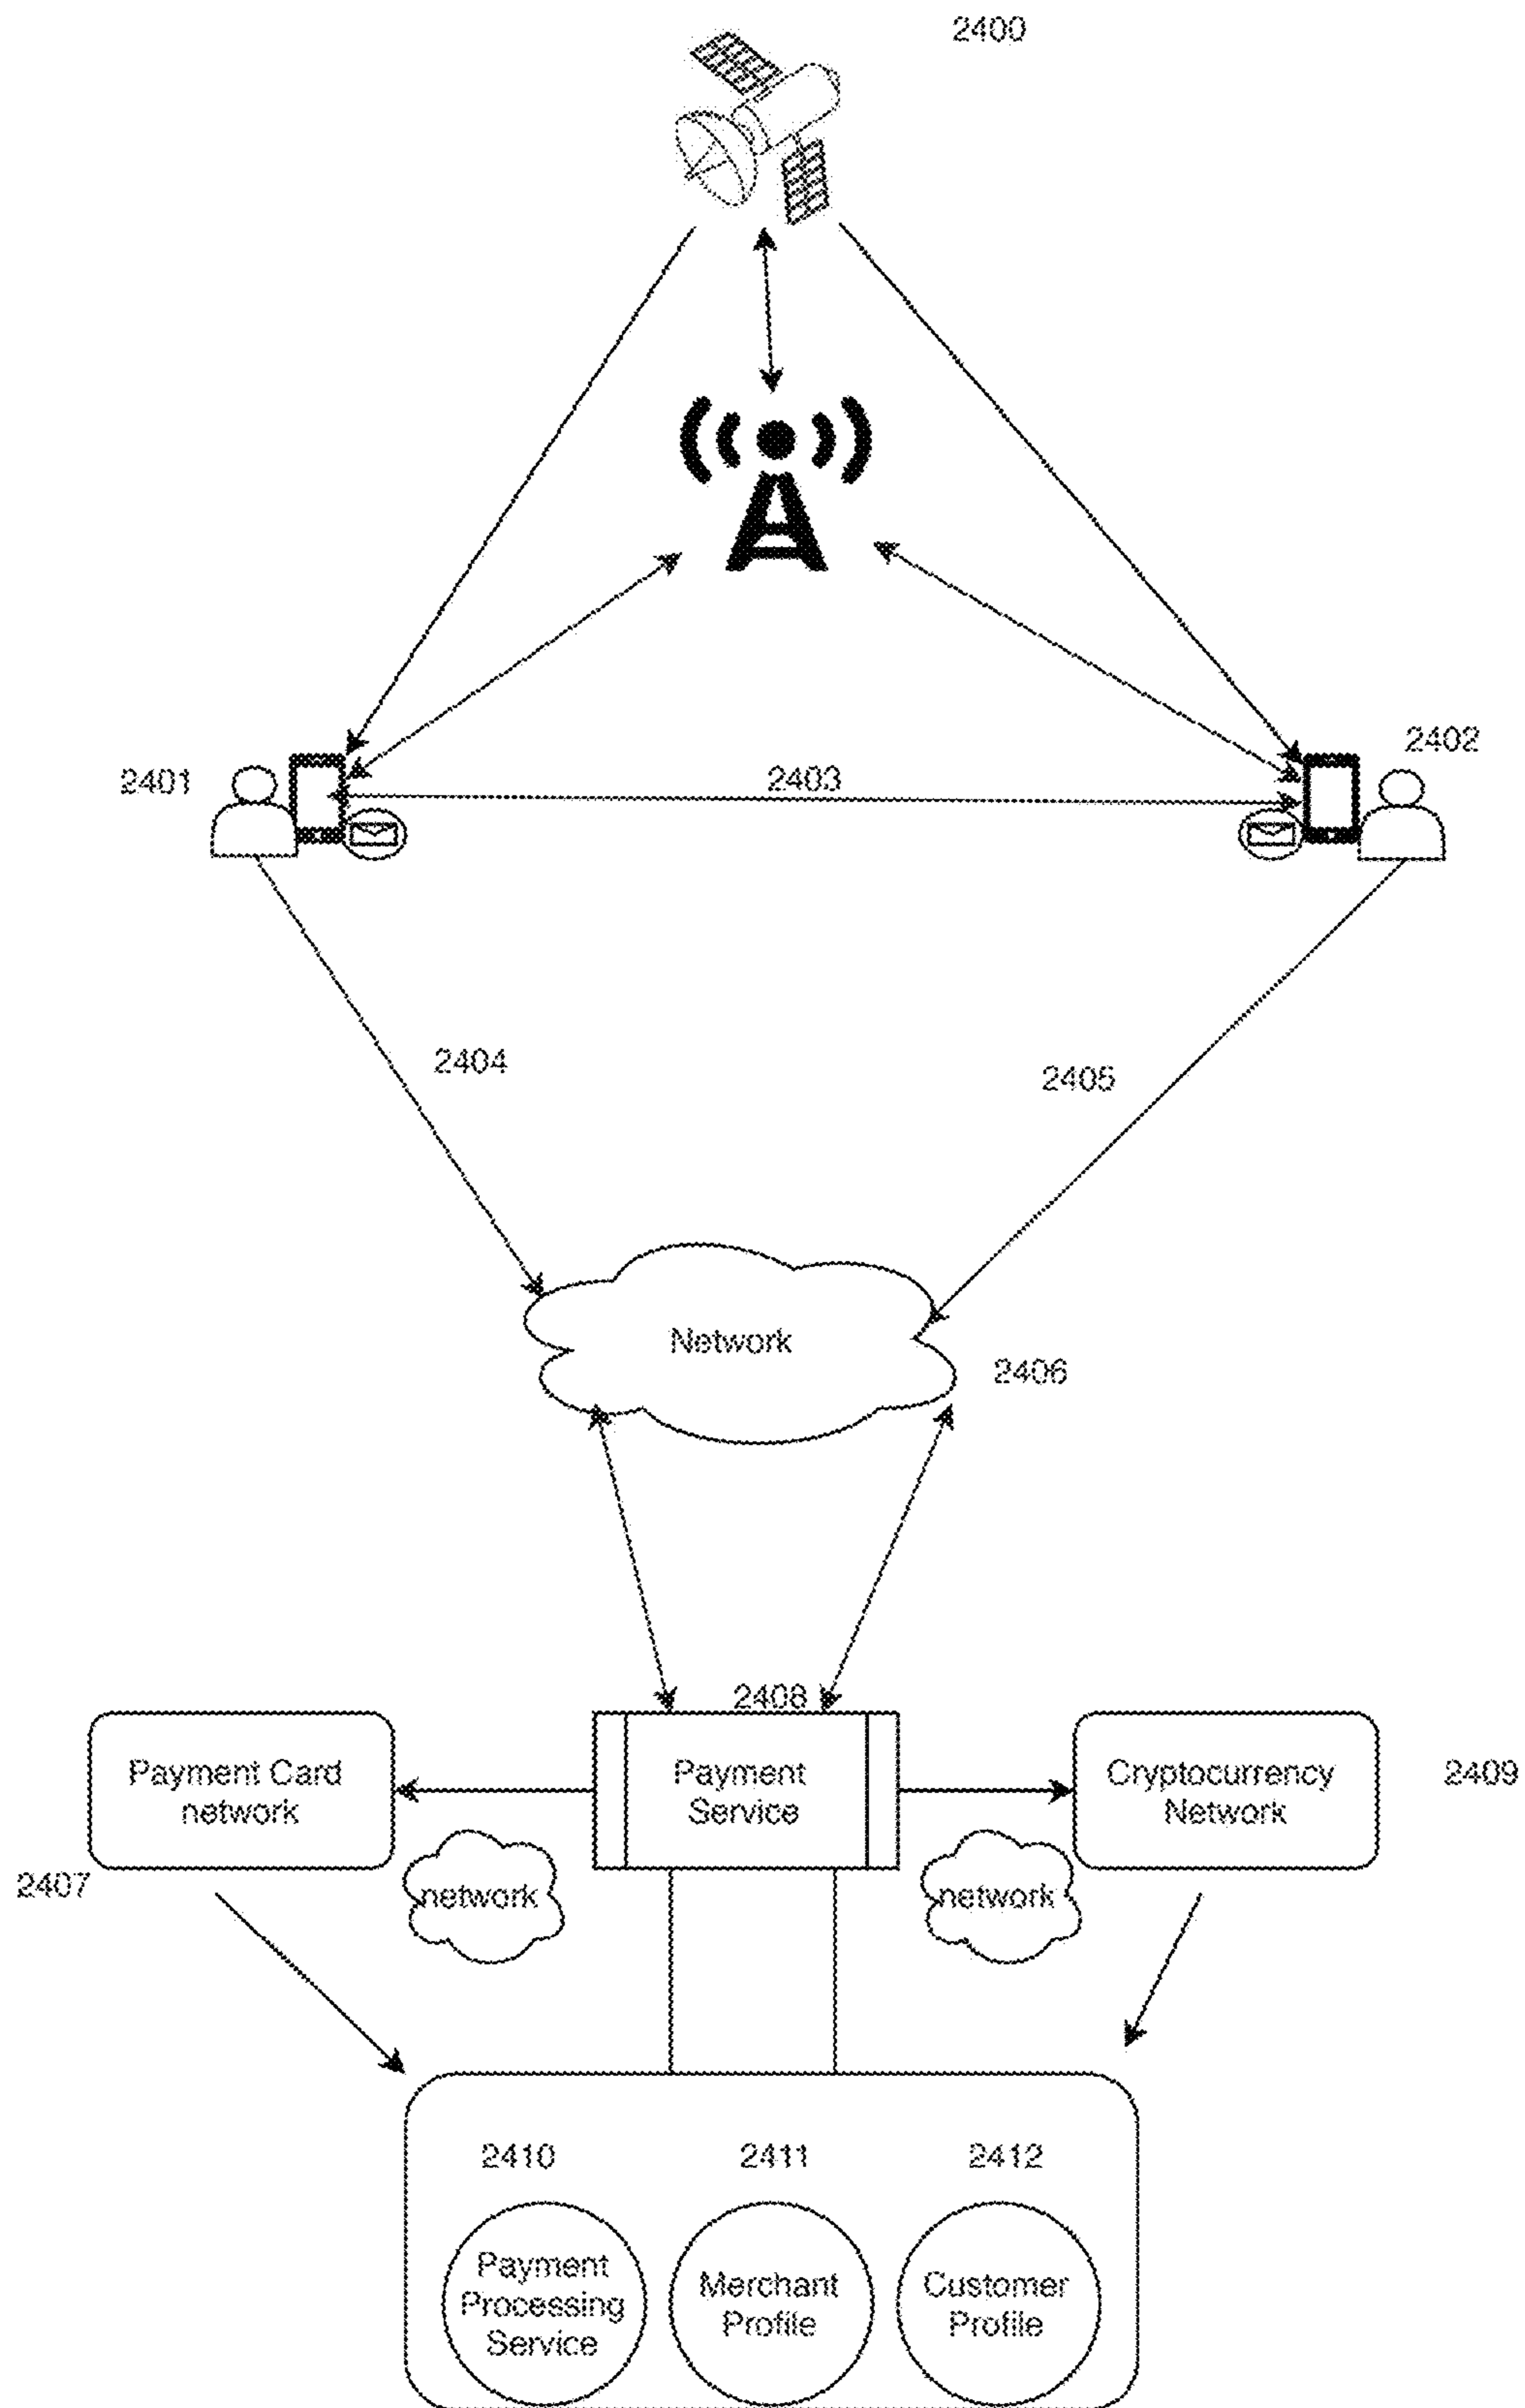 2400
2401
2402
2403
2404
2405
Network
2406
2408
Payment Card
network
Payment
Service
Cryptocurrency
Network
2409
2407
network
network
2410
2411
2412
Payment
Processing
Service
Merchant
Profile
Customer
Profile